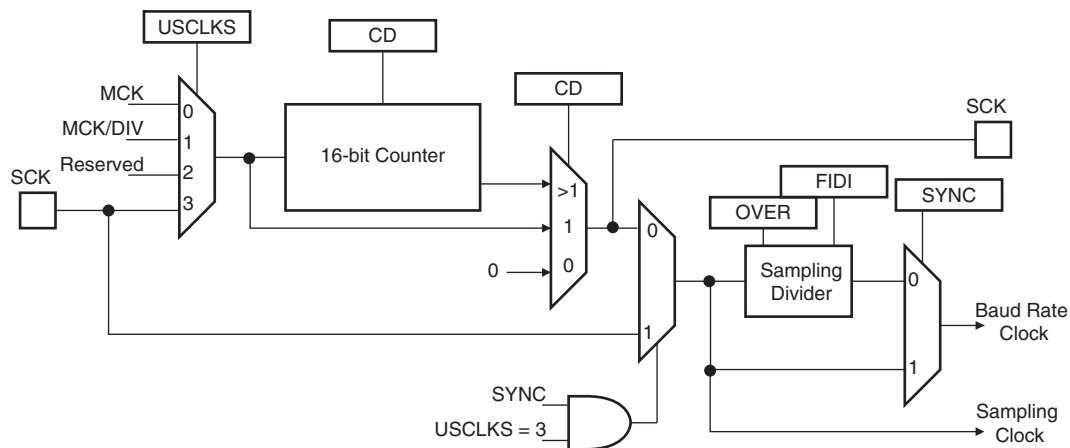 USCLKS
CD
CD
MCK
0
MCK/DIV
1
Reserved
2
SCK
3
16-bit Counter
>1
1
0
0
SCK
FIDI
OVER
SYNC
0
1
Sampling
Divider
0
1
Baud Rate
Clock
SYNC
USCLKS = 3
Sampling
Clock